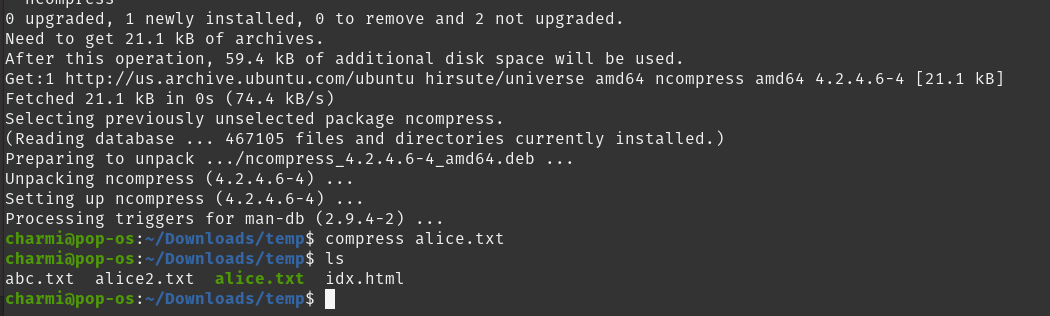 ncompress
0 upgraded, 1 newly installed, 0 to remove and 2 not upgraded.
Need to get 21.1 kB of archives.
After this operation, 59.4 kB of additional disk space will be used.
Get:1 http://us.archive.ubuntu.com/ubuntu hirsute/universe amd64 ncompress amd64 4.2.4.6-4 [21.1 kB]
Fetched 21.1 kB in 0s (74.4 kB/s)
Selecting previously unselected package ncompress.
(Reading database ... 467105 files and directories currently installed.)
Preparing to unpack .../ncompress_4.2.4.6-4_amd64.deb ...
Unpacking ncompress (4.2.4.6-4) ...
Setting up ncompress (4.2.4.6-4) ...
Processing triggers for man-db (2.9.4-2) ...
charmi@pop-os:~/Downloads/temp$ compress alice.txt
charmi@pop-os:~/Downloads/temp$ ls
abc.txt  alice2.txt  alice.txt  idx.html
charmi@pop-os:~/Downloads/temp$